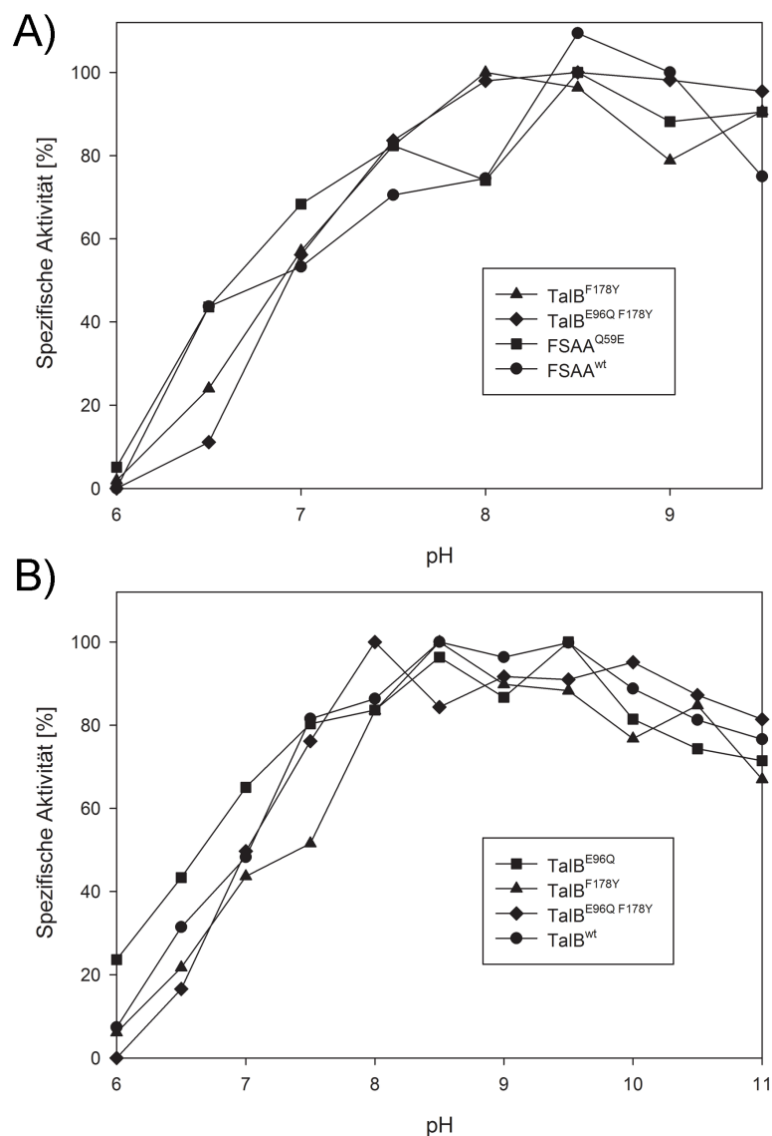 A)
Spezifische Aktivität [%]
100
80
60
40
20
0
6 7 8 9
pH
TalB^F178Y
TalB^E96Q F178Y
FSAA^Q59E
FSAA^wt
B)
Spezifische Aktivität [%]
100
80
60
40
20
0
6 7 8 9 10 11
pH
TalB^E96Q
TalB^F178Y
TalB^E96Q F178Y
TalB^wt